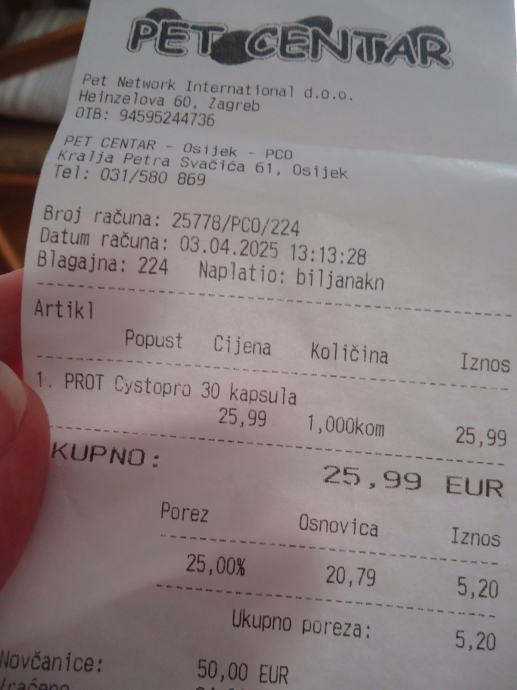 PET CENTAR
Pet Network International d.o.o.
Heinzelova 60, Zagreb
OIB: 94595244736
PET CENTAR - Osijek - PCO
Kralja Petra Svačića 61, Osijek
Tel: 031/580 869
Broj računa: 25778/PCO/224
Datum računa: 03.04.2025 13:13:28
Blagajna: 224 Naplatio: biljanakn
Artikl
Popust Cijena Količina Iznos
1. PROT Cystopro 30 kapsula
25,99 1,000kom 25,99
KUPNO: 25,99 EUR
Porez Osnovica Iznos
25,00% 20,79 5,20
Ukupno poreza: 5,20
Novčanice: 50,00 EUR